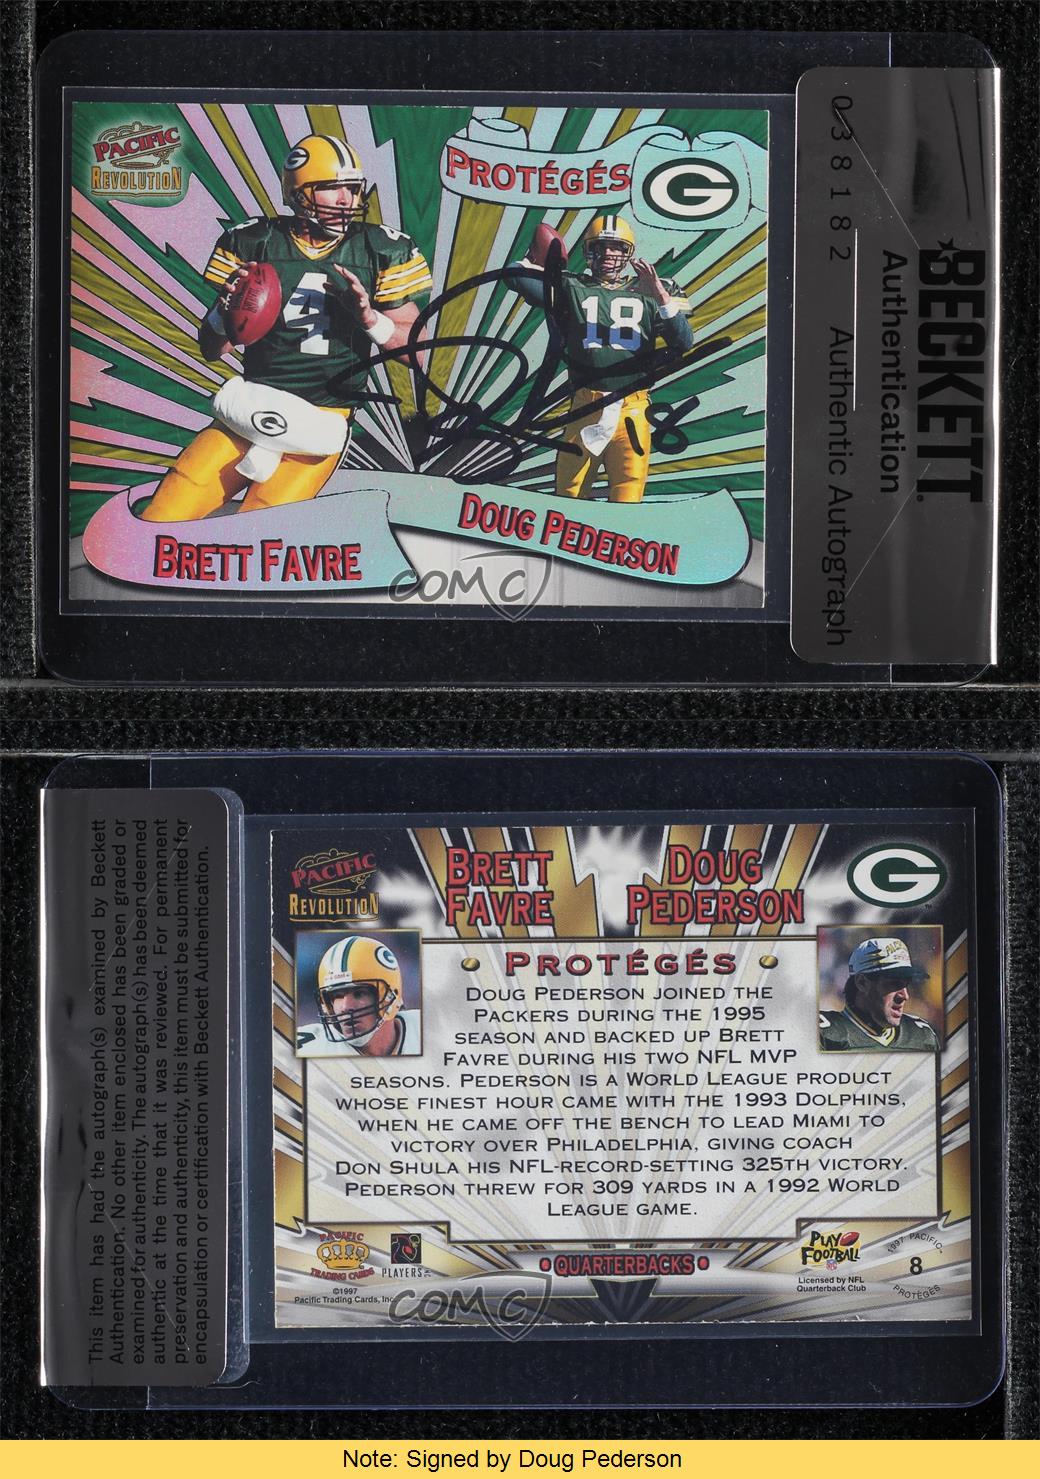 PACIFIC
REVOLUTION
PROTÉGÉS
G
4
4
18
18
BRETT FAVRE
DOUG PEDERSON
COMC
BECKETT
Authentication
038182 Authentic Autograph
This item has had the autograph(s) examined by Beckett
Authentication. No other item enclosed has been graded or
examined for authenticity. The autograph(s) has been deemed
authentic at the time that it was reviewed. For permanent
preservation and authenticity, this item must be submitted for
encapsulation or certification with Beckett Authentication.
PACIFIC
REVOLUTION
BRETT
FAVRE
DOUG
PEDERSON
G
PROTÉGÉS
DOUG PEDERSON JOINED THE
PACKERS DURING THE 1995
SEASON AND BACKED UP BRETT
FAVRE DURING HIS TWO NFL MVP
SEASONS. PEDERSON IS A WORLD LEAGUE PRODUCT
WHOSE FINEST HOUR CAME WITH THE 1993 DOLPHINS,
WHEN HE CAME OFF THE BENCH TO LEAD MIAMI TO
VICTORY OVER PHILADELPHIA, GIVING COACH
DON SHULA HIS NFL-RECORD-SETTING 325TH VICTORY.
PEDERSON THREW FOR 309 YARDS IN A 1992 WORLD
LEAGUE GAME.
PACIFIC
TRADING CARDS
PLAYERS INC
©1997
Pacific Trading Cards, Inc.
• QUARTERBACKS •
PLAY
FOOTBALL
Licensed by NFL
Quarterback Club
1997 PACIFIC
8
PROTÉGÉS
COMC
Note: Signed by Doug Pederson